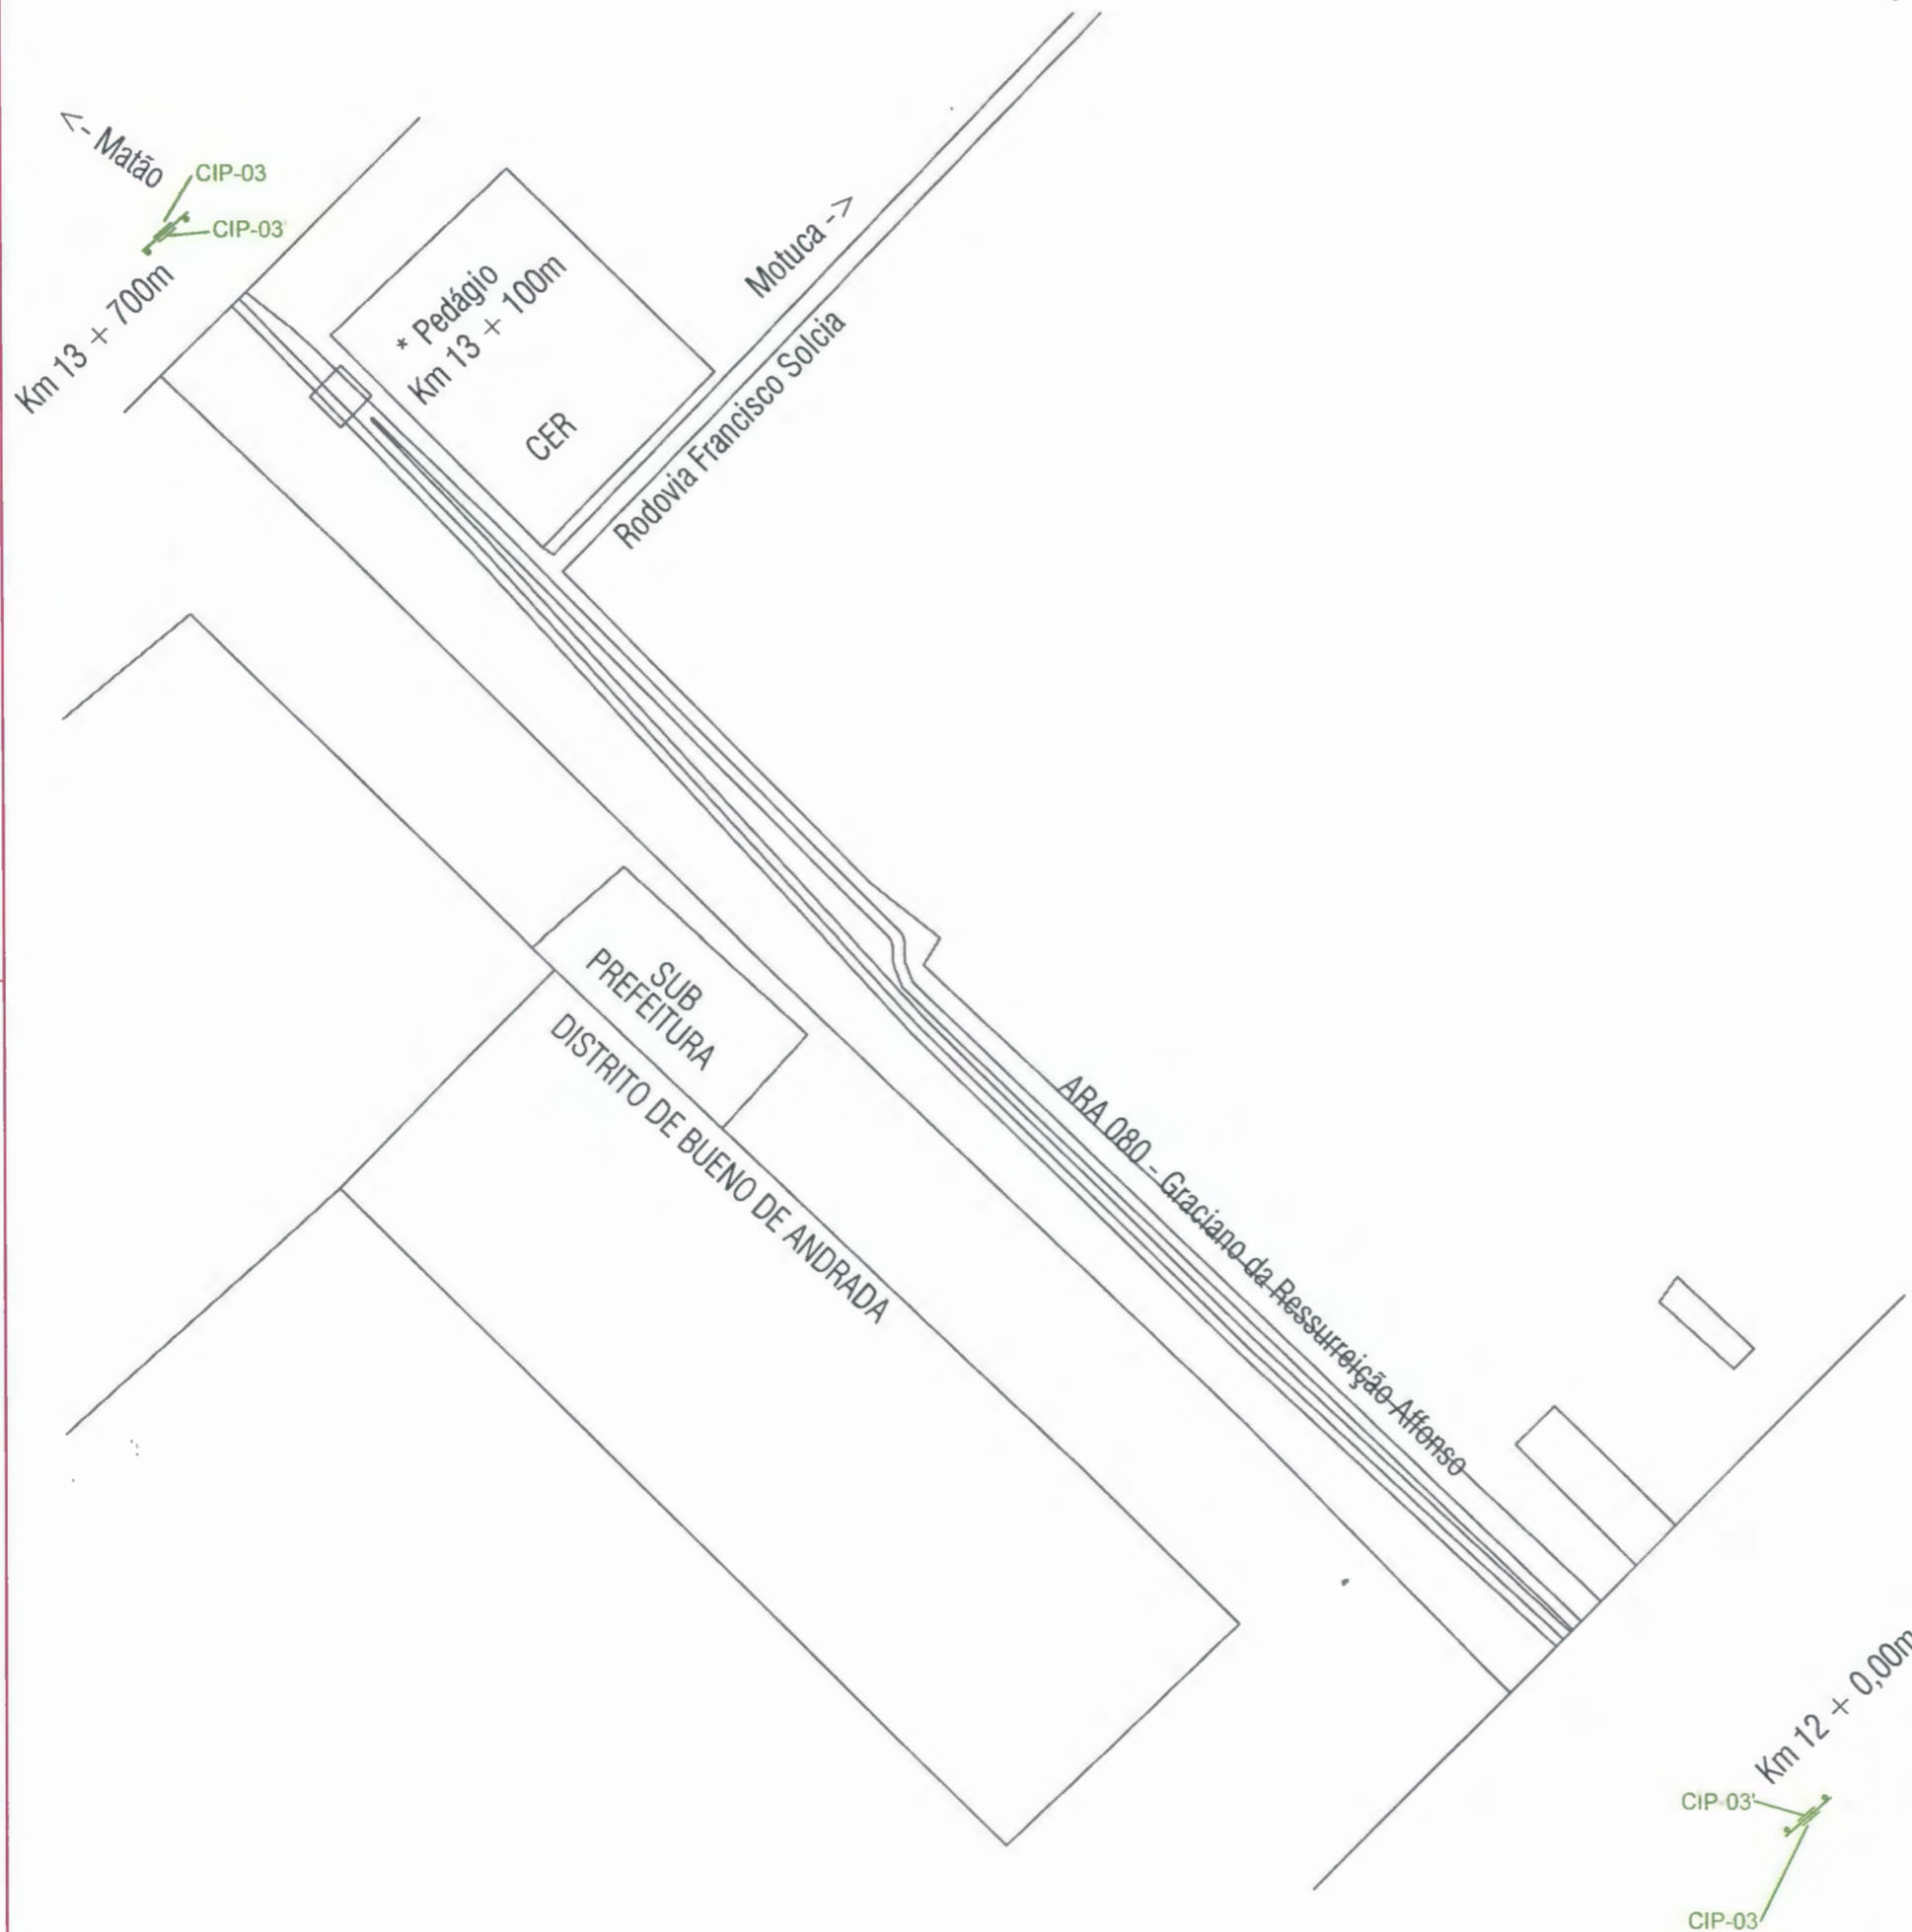 <- Matão
CIP-03
CIP-03'
Km 13 + 700m
* Pedágio
Km 13 + 100m
CER
Motuca ->
Rodovia Francisco Solcia
SUB
PREFEITURA
DISTRITO DE BUENO DE ANDRADA
ARA 080 - Graciano da Ressurreição Affonso
Km 12 + 0,00m
CIP-03'
CIP-03